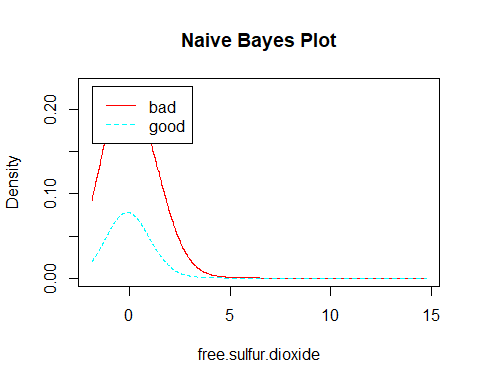 Naive Bayes Plot
bad
good
Density
0.20
0.10
0.00
0 5 10 15
free.sulfur.dioxide